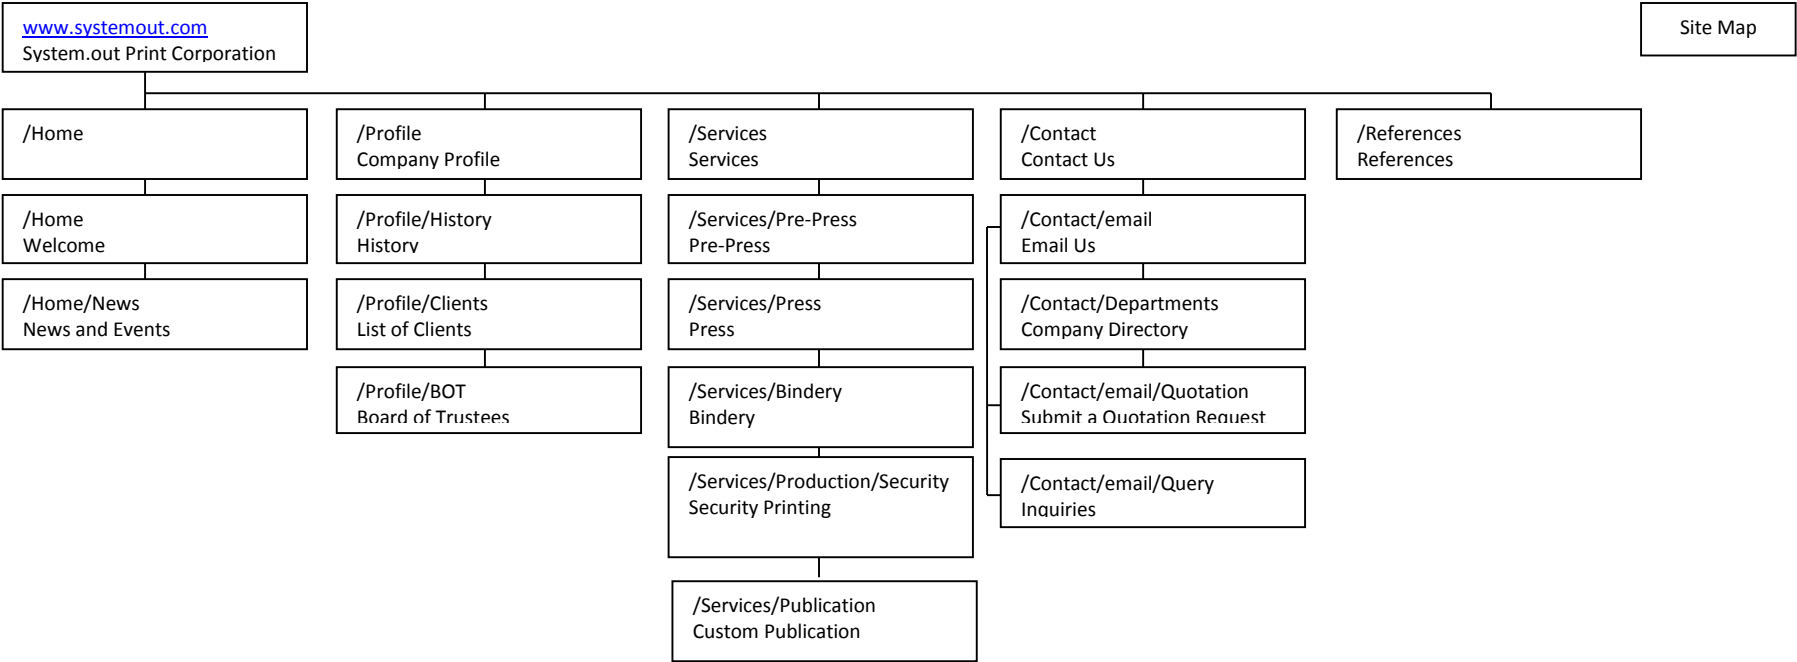 www.systemout.com
System.out Print Corporation
Site Map
/Home
/Profile
Company Profile
/Services
Services
/Contact
Contact Us
/References
References
/Home
Welcome
/Profile/History
History
/Services/Pre-Press
Pre-Press
/Contact/email
Email Us
/Home/News
News and Events
/Profile/Clients
List of Clients
/Services/Press
Press
/Contact/Departments
Company Directory
/Profile/BOT
Board of Trustees
/Services/Bindery
Bindery
/Contact/email/Quotation
Submit a Quotation Request
/Services/Production/Security
Security Printing
/Contact/email/Query
Inquiries
/Services/Publication
Custom Publication